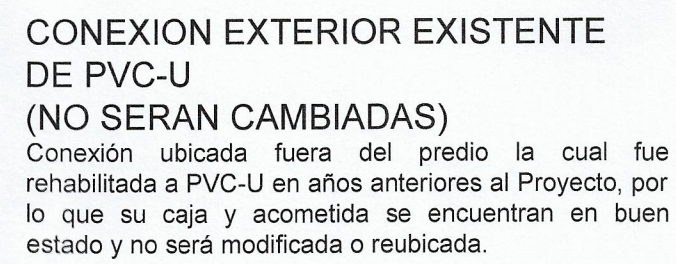 CONEXION EXTERIOR EXISTENTE
DE PVC-U
(NO SERAN CAMBIADAS)
Conexión ubicada fuera del predio la cual fue
rehabilitada a PVC-U en años anteriores al Proyecto, por
lo que su caja y acometida se encuentran en buen
estado y no será modificada o reubicada.